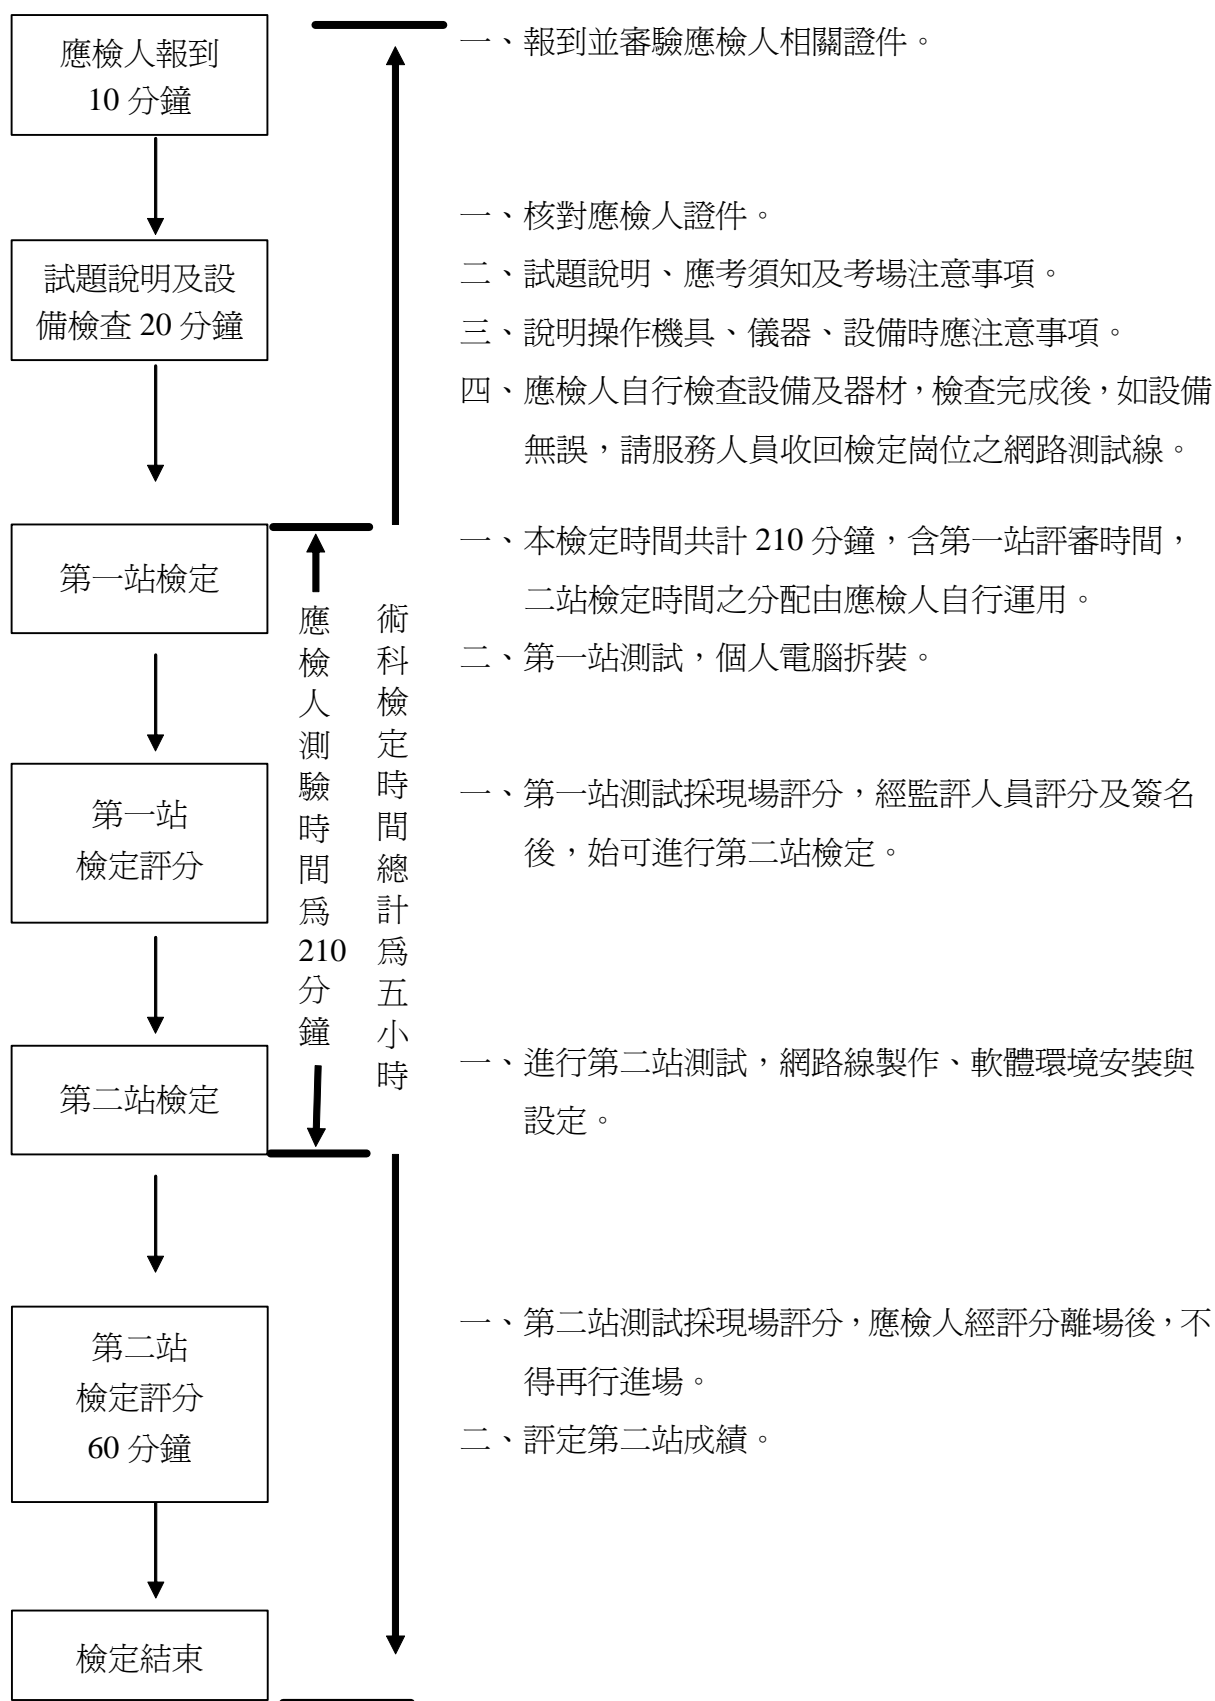 應檢人報到
10 分鐘
一、報到並審驗應檢人相關證件。
試題說明及設
備檢查 20 分鐘
一、核對應檢人證件。
二、試題說明、應考須知及考場注意事項。
三、說明操作機具、儀器、設備時應注意事項。
四、應檢人自行檢查設備及器材，檢查完成後，如設備
無誤，請服務人員收回檢定崗位之網路測試線。
第一站檢定
一、本檢定時間共計 210 分鐘，含第一站評審時間，
二站檢定時間之分配由應檢人自行運用。
二、第一站測試，個人電腦拆裝。
應檢人測驗時間為210分鐘
術科檢定時間總計為五小時
第一站
檢定評分
一、第一站測試採現場評分，經監評人員評分及簽名
後，始可進行第二站檢定。
第二站檢定
一、進行第二站測試，網路線製作、軟體環境安裝與
設定。
第二站
檢定評分
60 分鐘
一、第二站測試採現場評分，應檢人經評分離場後，不
得再行進場。
二、評定第二站成績。
檢定結束